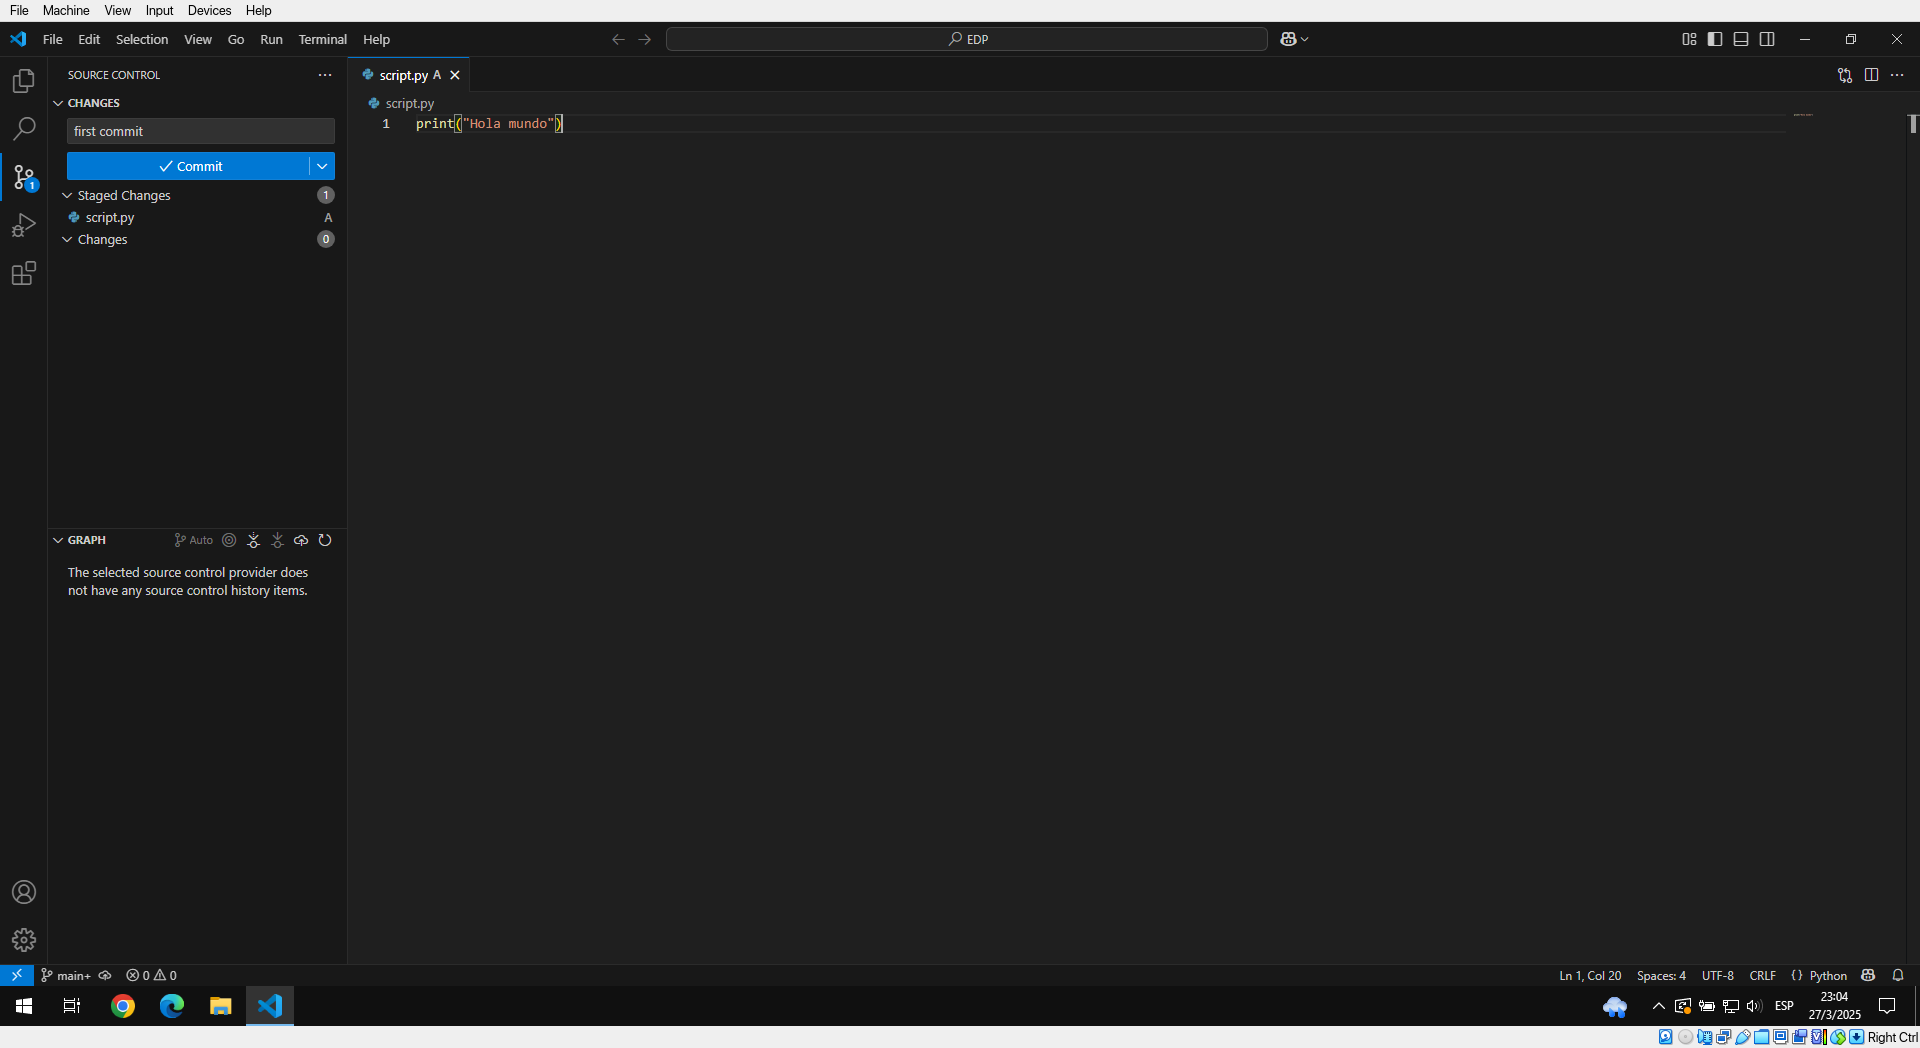 File Machine View Input Devices Help
File Edit Selection View Go Run Terminal Help
EDP
SOURCE CONTROL
CHANGES
first commit
Commit
Staged Changes 1
script.py A
Changes 0
GRAPH Auto
The selected source control provider does
not have any source control history items.
script.py A
script.py
1 print("Hola mundo")
1
main+ 0 0
Ln 1, Col 20 Spaces: 4 UTF-8 CRLF {} Python
ESP
23:04
27/3/2025
Right Ctrl